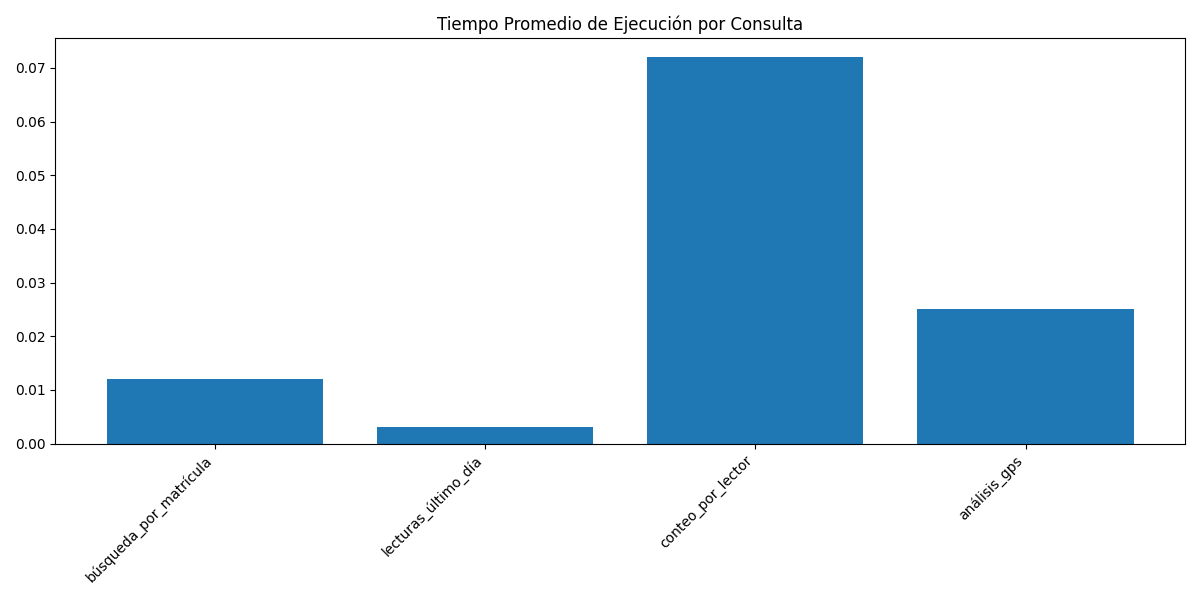 Tiempo Promedio de Ejecución por Consulta
0.07
0.06
0.05
0.04
0.03
0.02
0.01
0.00
búsqueda_por_matrícula
lecturas_último_día
conteo_por_lector
análisis_gps